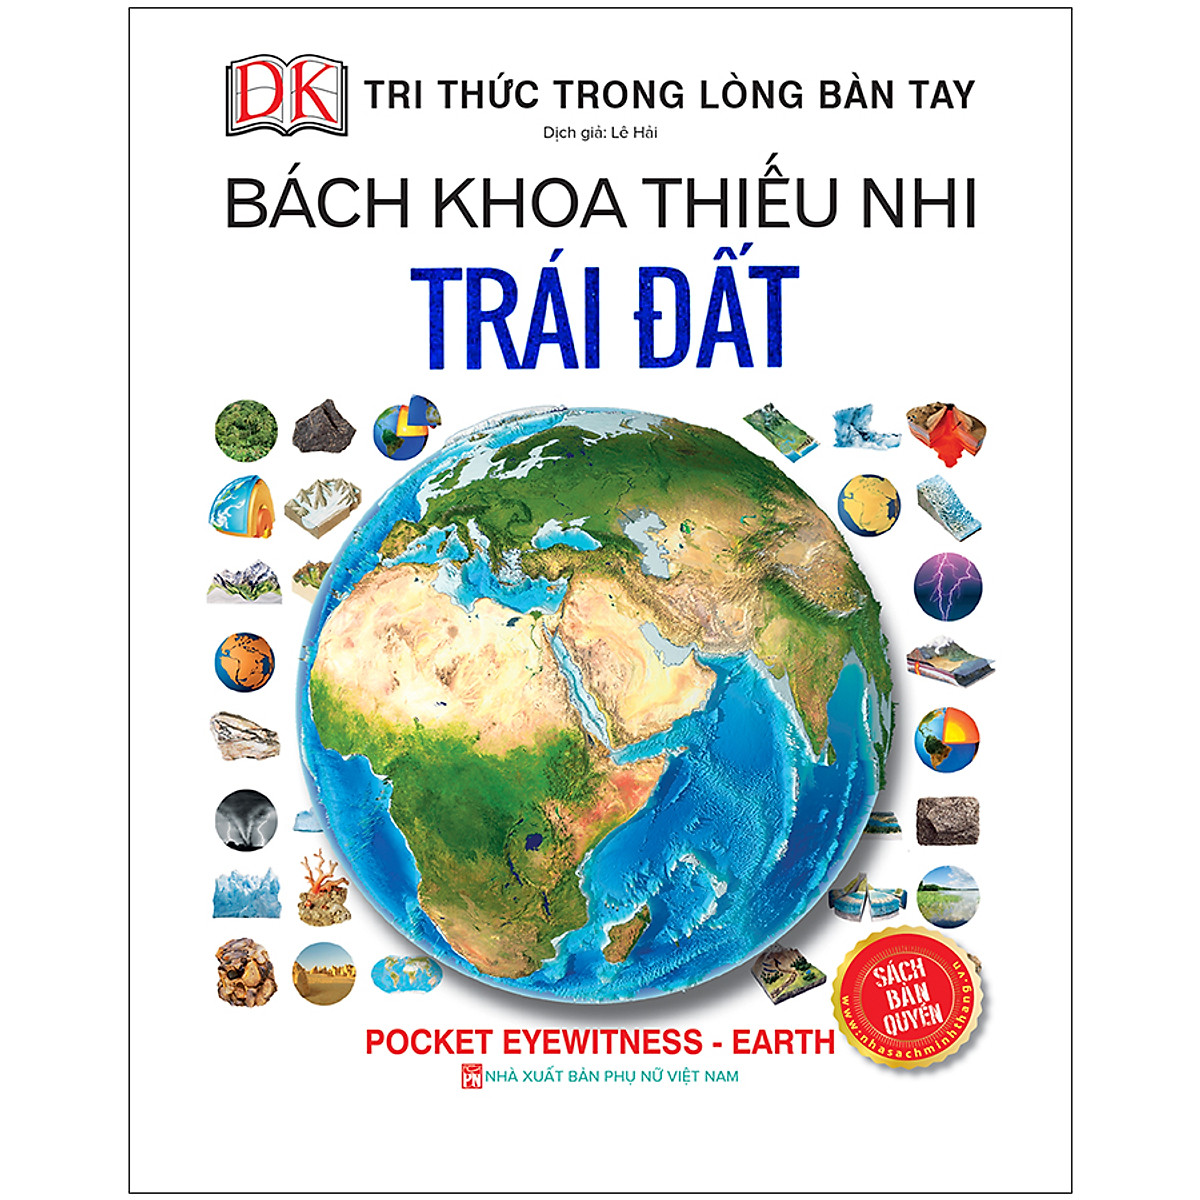 DK
TRI THỨC TRONG LÒNG BÀN TAY
Dịch giả: Lê Hải
BÁCH KHOA THIẾU NHI
TRÁI ĐẤT
SÁCH
BẢN
QUYỀN
www.nhasachminhthang.vn
POCKET EYEWITNESS - EARTH
PN
NHÀ XUẤT BẢN PHỤ NỮ VIỆT NAM